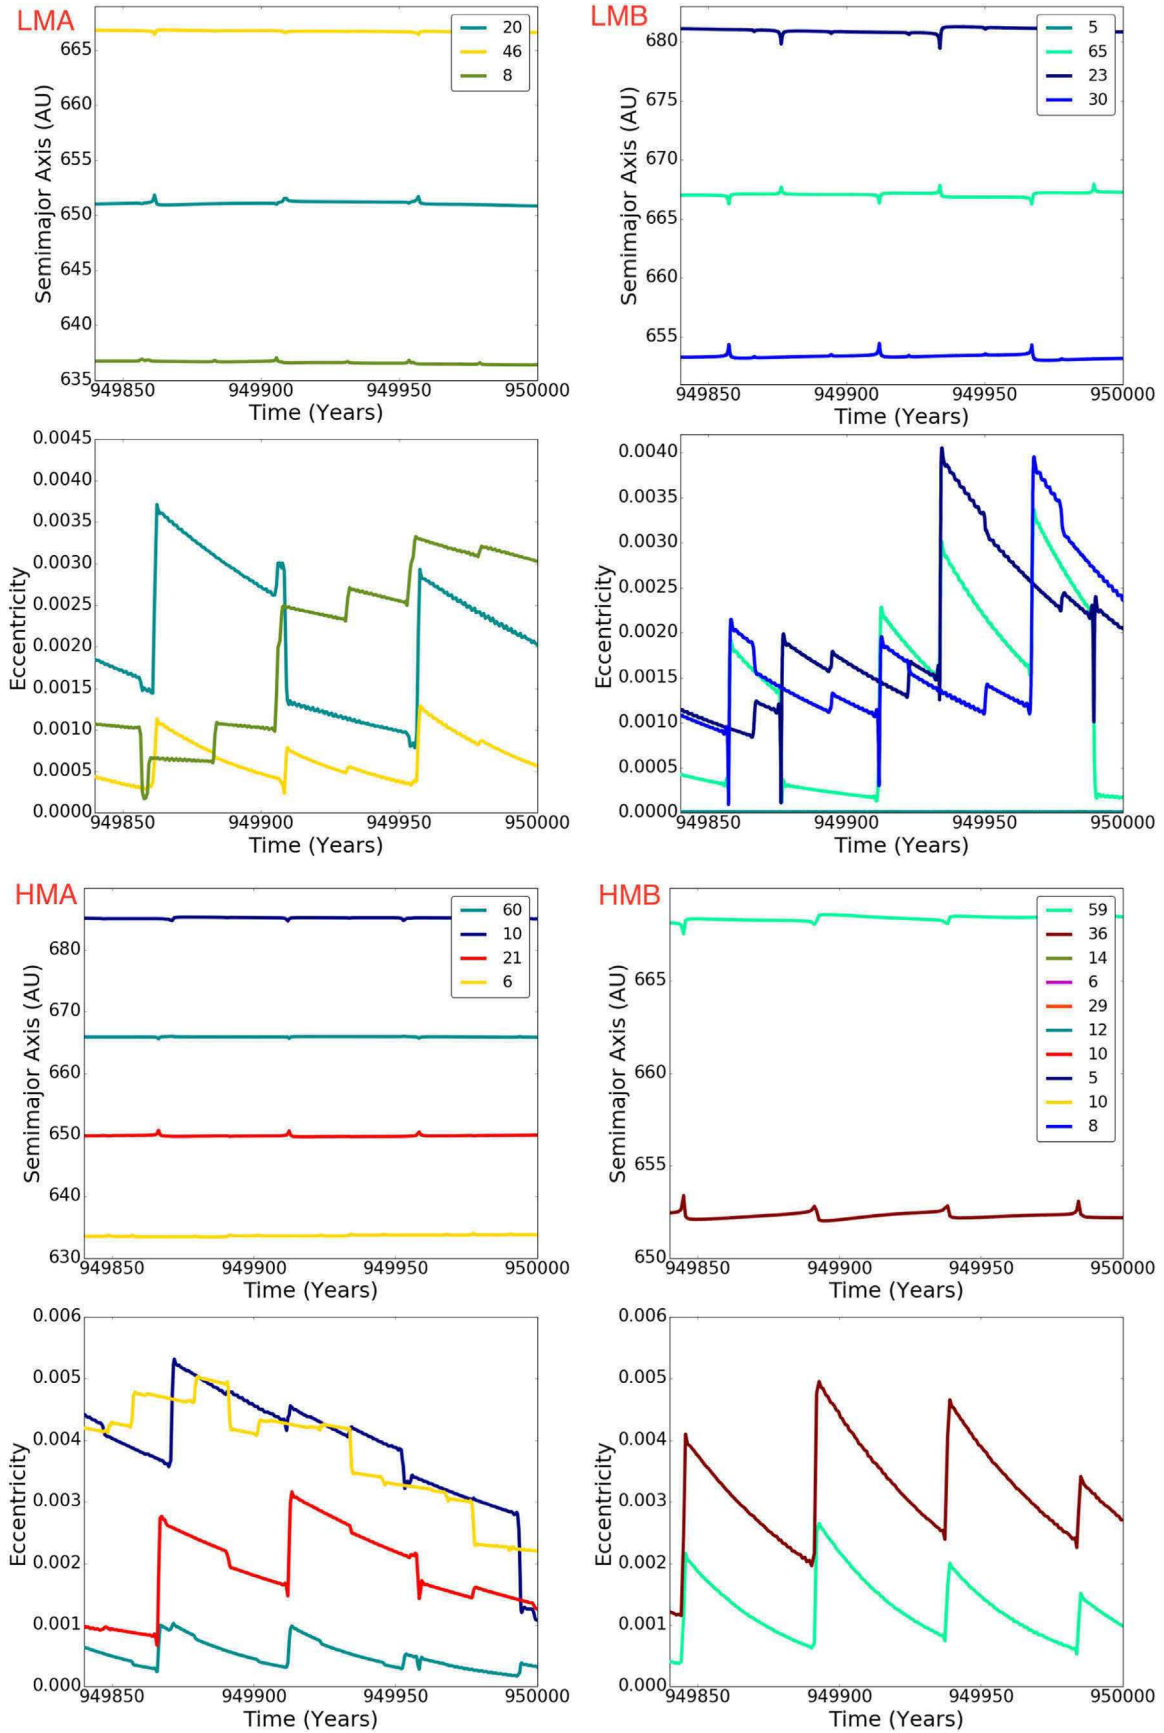 LMA
20
46
8
665
660
655
650
645
640
635
Semimajor Axis (AU)
949850 949900 949950 950000
Time (Years)
LMB
5
65
23
30
680
675
670
665
660
655
Semimajor Axis (AU)
949850 949900 949950 950000
Time (Years)
0.0045
0.0040
0.0035
0.0030
0.0025
0.0020
0.0015
0.0010
0.0005
0.0000
Eccentricity
949850 949900 949950 950000
Time (Years)
0.0040
0.0035
0.0030
0.0025
0.0020
0.0015
0.0010
0.0005
0.0000
Eccentricity
949850 949900 949950 950000
Time (Years)
HMA
60
10
21
6
680
670
660
650
640
630
Semimajor Axis (AU)
949850 949900 949950 950000
Time (Years)
HMB
59
36
14
6
29
12
10
5
10
8
665
660
655
650
Semimajor Axis (AU)
949850 949900 949950 950000
Time (Years)
0.006
0.005
0.004
0.003
0.002
0.001
0.000
Eccentricity
949850 949900 949950 950000
Time (Years)
0.006
0.005
0.004
0.003
0.002
0.001
0.000
Eccentricity
949850 949900 949950 950000
Time (Years)